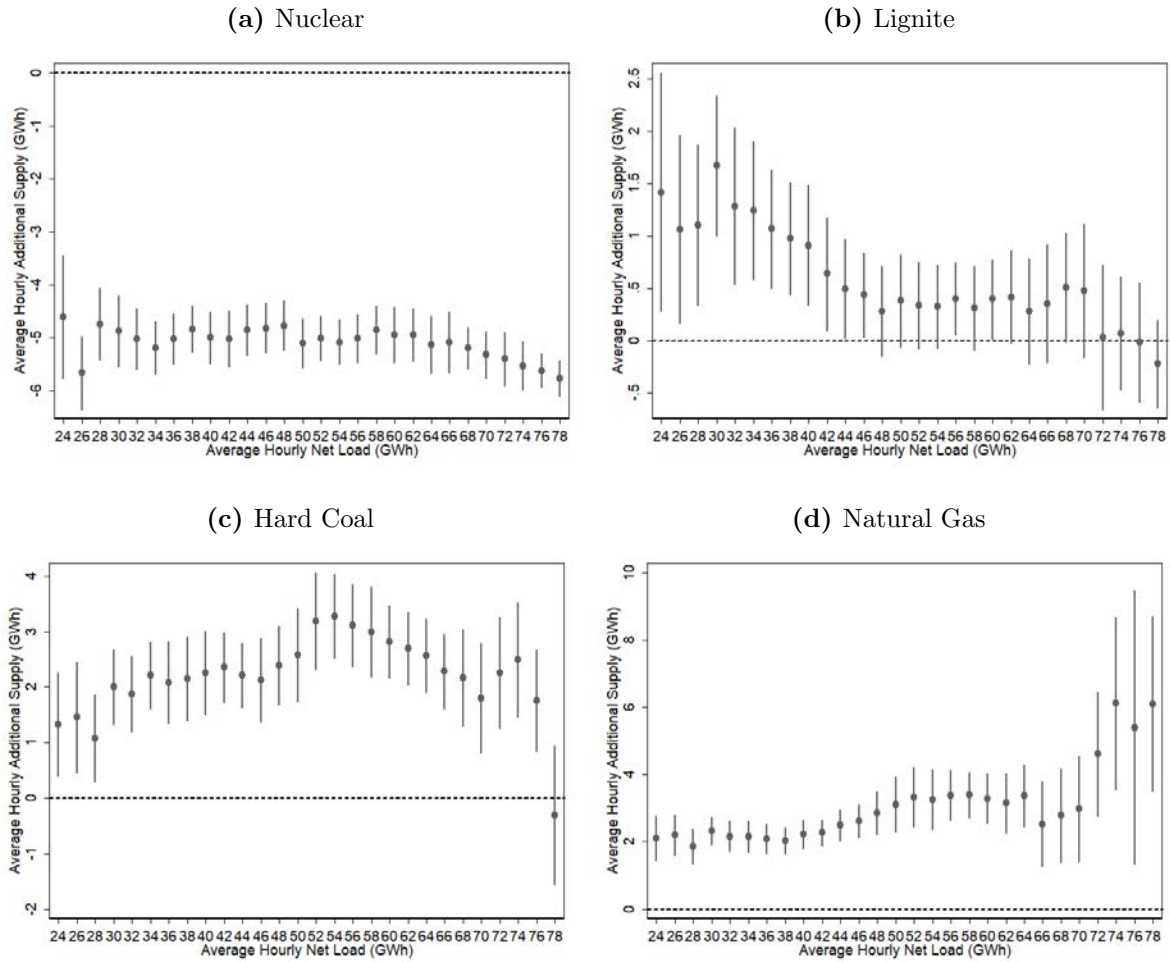 (a) Nuclear
(b) Lignite
Average Hourly Additional Supply (GWh)
0
-1
-2
-3
-4
-5
-6
24 26 28 30 32 34 36 38 40 42 44 46 48 50 52 54 56 58 60 62 64 66 68 70 72 74 76 78
Average Hourly Net Load (GWh)
Average Hourly Additional Supply (GWh)
2.5
2
1.5
1
.5
0
-.5
24 26 28 30 32 34 36 38 40 42 44 46 48 50 52 54 56 58 60 62 64 66 68 70 72 74 76 78
Average Hourly Net Load (GWh)
(c) Hard Coal
(d) Natural Gas
Average Hourly Additional Supply (GWh)
4
3
2
1
0
-1
-2
24 26 28 30 32 34 36 38 40 42 44 46 48 50 52 54 56 58 60 62 64 66 68 70 72 74 76 78
Average Hourly Net Load (GWh)
Average Hourly Additional Supply (GWh)
10
8
6
4
2
0
24 26 28 30 32 34 36 38 40 42 44 46 48 50 52 54 56 58 60 62 64 66 68 70 72 74 76 78
Average Hourly Net Load (GWh)